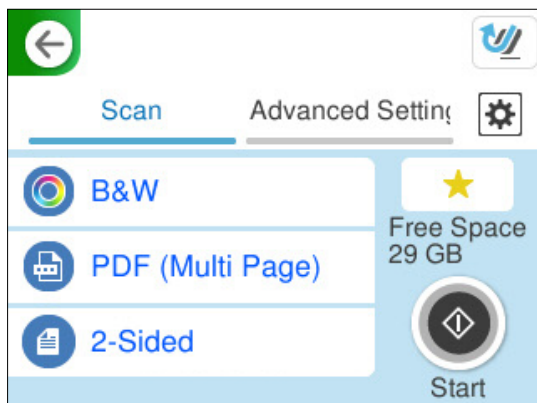 Scan
Advanced Setting
B&W
PDF (Multi Page)
2-Sided
Free Space
29 GB
Start